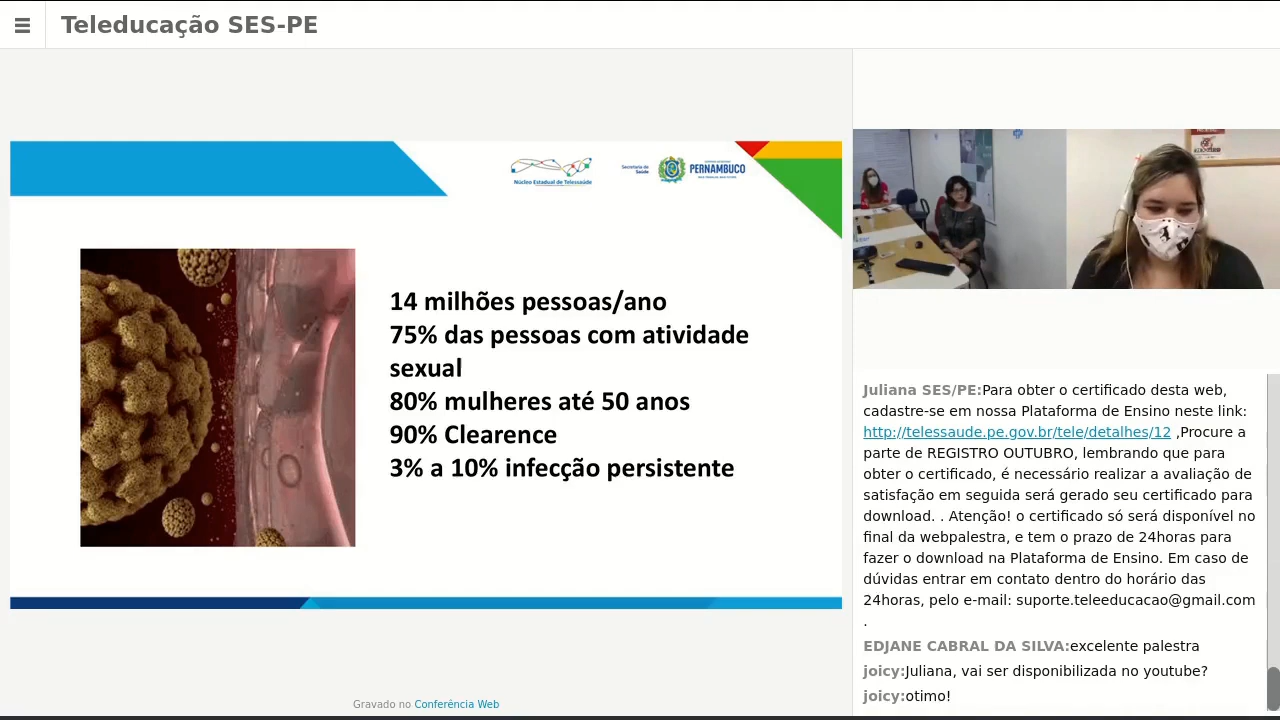 Teleducação SES-PE
Núcleo Estadual de Telessaúde
Secretaria de
Saúde
PERNAMBUCO
14 milhões pessoas/ano
75% das pessoas com atividade
sexual
80% mulheres até 50 anos
90% Clearence
3% a 10% infecção persistente
Gravado no Conferência Web
Juliana SES/PE:Para obter o certificado desta web,
cadastre-se em nossa Plataforma de Ensino neste link:
http://telessaude.pe.gov.br/tele/detalhes/12 ,Procure a
parte de REGISTRO OUTUBRO, lembrando que para
obter o certificado, é necessário realizar a avaliação de
satisfação em seguida será gerado seu certificado para
download. . Atenção! o certificado só será disponível no
final da webpalestra, e tem o prazo de 24horas para
fazer o download na Plataforma de Ensino. Em caso de
dúvidas entrar em contato dentro do horário das
24horas, pelo e-mail: suporte.teleeducacao@gmail.com
.
EDJANE CABRAL DA SILVA:excelente palestra
joicy:Juliana, vai ser disponibilizada no youtube?
joicy:otimo!